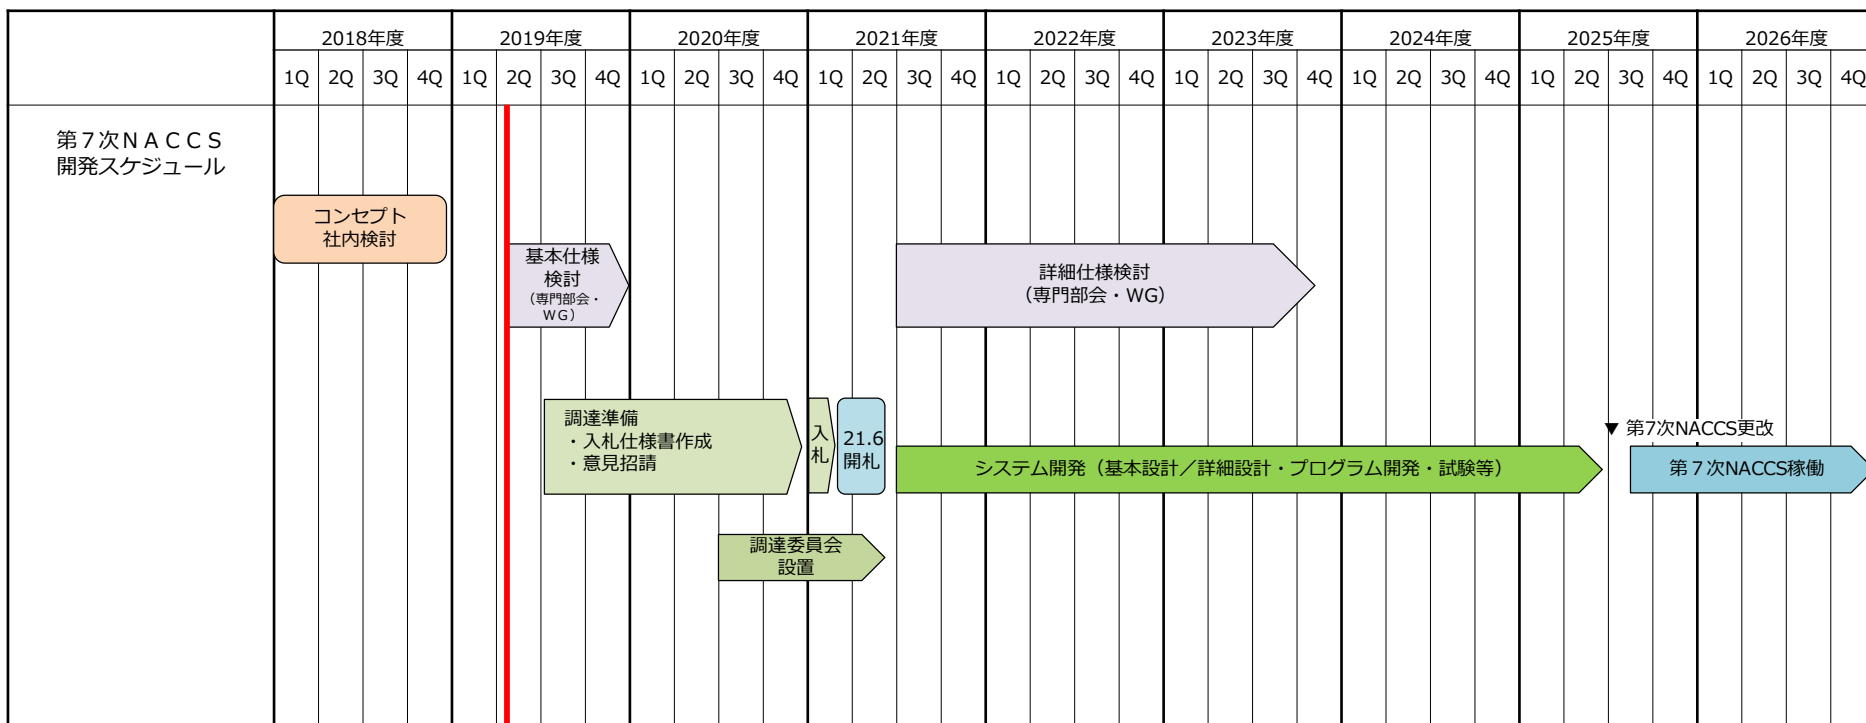 2018年度 2019年度 2020年度 2021年度 2022年度 2023年度 2024年度 2025年度 2026年度
1Q 2Q 3Q 4Q 1Q 2Q 3Q 4Q 1Q 2Q 3Q 4Q 1Q 2Q 3Q 4Q 1Q 2Q 3Q 4Q 1Q 2Q 3Q 4Q 1Q 2Q 3Q 4Q 1Q 2Q 3Q 4Q 1Q 2Q 3Q 4Q
第７次ＮＡＣＣＳ
開発スケジュール
コンセプト
社内検討
基本仕様
検討
（専門部会・
ＷＧ）
詳細仕様検討
（専門部会・WG）
調達準備
・入札仕様書作成
・意見招請
入
札
21.6
開札
▼ 第7次NACCS更改
システム開発（基本設計／詳細設計・プログラム開発・試験等）
第７次NACCS稼働
調達委員会
設置